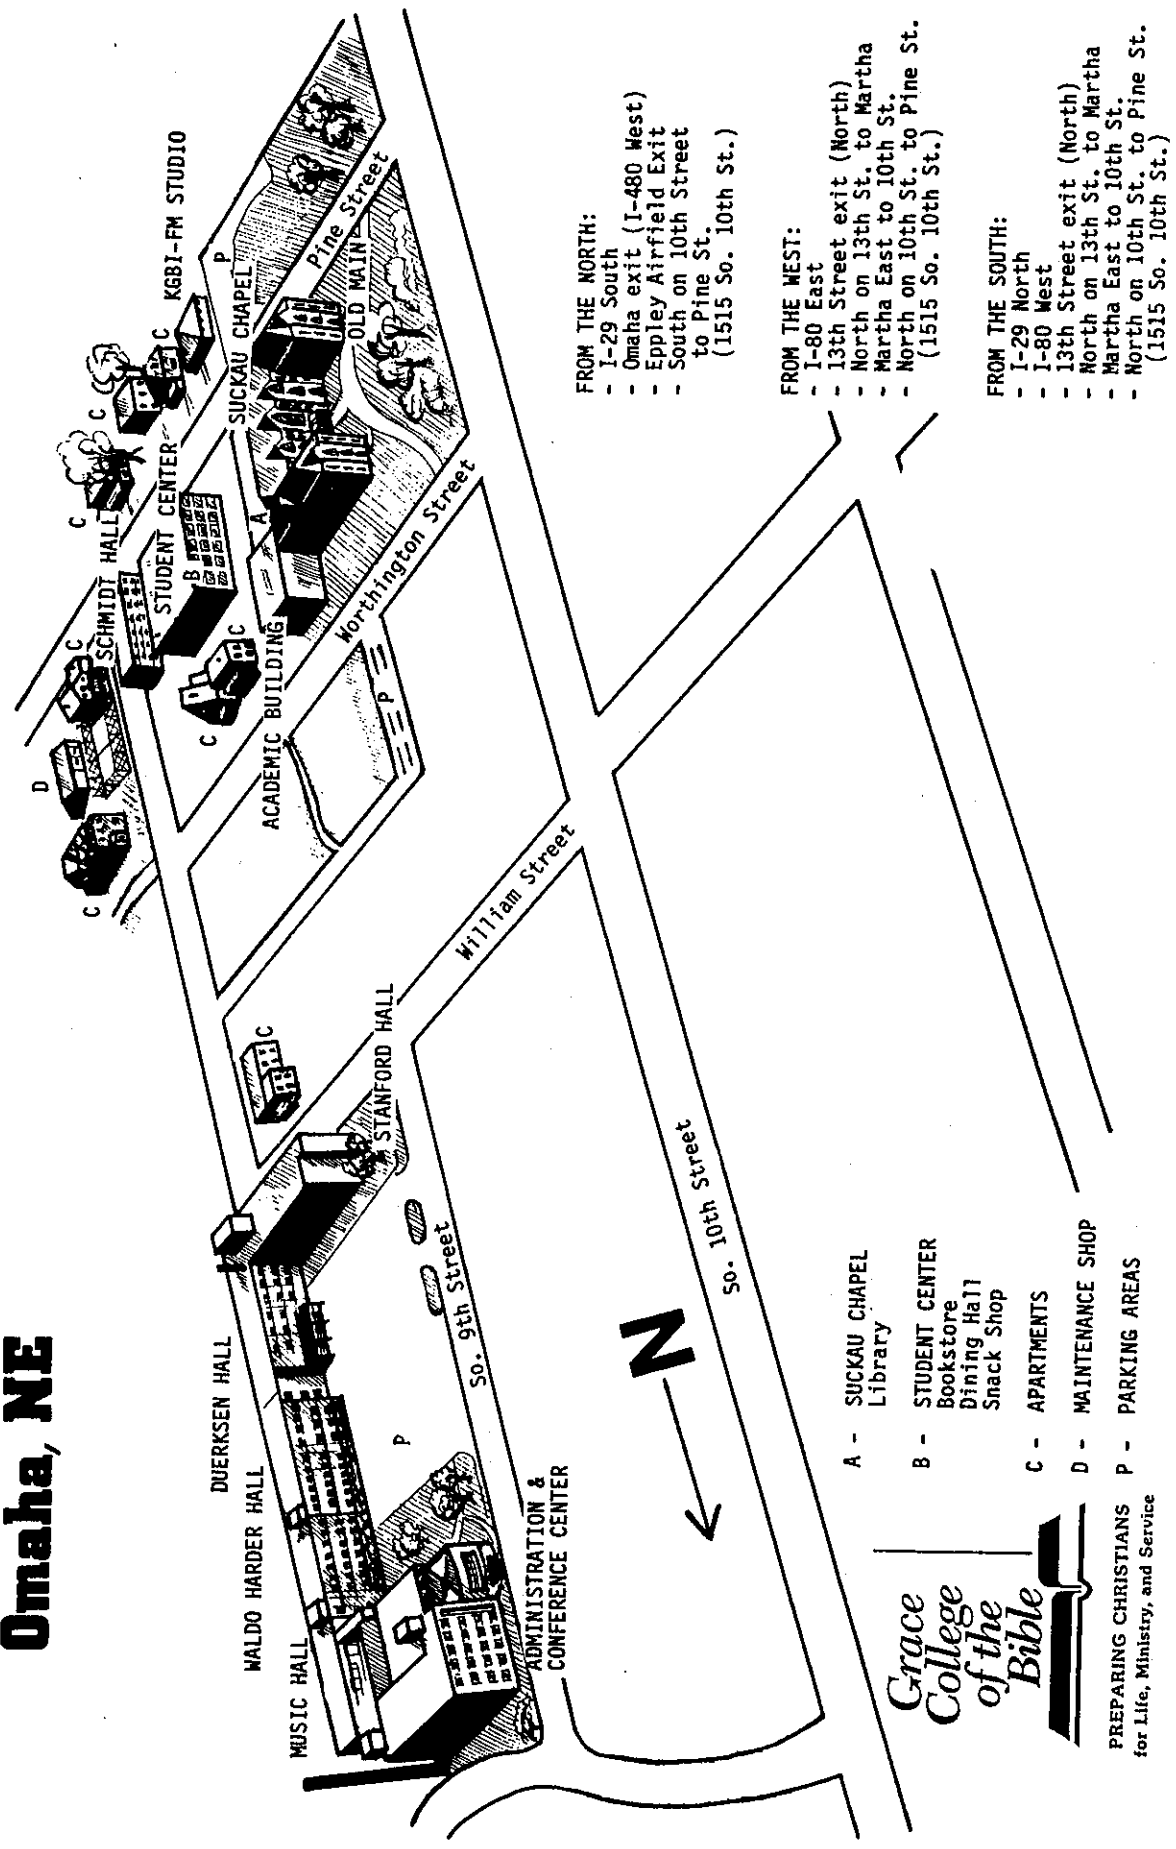 Omaha, NE
KGBI-FM STUDIO
SUCKAU CHAPEL
P
Pine Street
OLD MAIN
C
C
C
SCHMIDT HALL
STUDENT CENTER
B
A
C
D
C
C
C
ACADEMIC BUILDING
Worthington Street
P
C
William Street
STANFORD HALL
C
DUERKSEN HALL
WALDO HARDER HALL
MUSIC HALL
P
So. 9th Street
ADMINISTRATION &
CONFERENCE CENTER
So. 10th Street
N
FROM THE NORTH:
- I-29 South
- Omaha exit (I-480 West)
- Eppley Airfield Exit
- South on 10th Street
to Pine St.
(1515 So. 10th St.)
FROM THE WEST:
- I-80 East
- 13th Street exit (North)
- North on 13th St. to Martha
- Martha East to 10th St.
- North on 10th St. to Pine St.
(1515 So. 10th St.)
FROM THE SOUTH:
- I-29 North
- I-80 West
- 13th Street exit (North)
- North on 13th St. to Martha
- Martha East to 10th St.
- North on 10th St. to Pine St.
(1515 So. 10th St.)
A - SUCKAU CHAPEL
Library
B - STUDENT CENTER
Bookstore
Dining Hall
Snack Shop
C - APARTMENTS
D - MAINTENANCE SHOP
P - PARKING AREAS
Grace
College
of the
Bible
PREPARING CHRISTIANS
for Life, Ministry, and Service